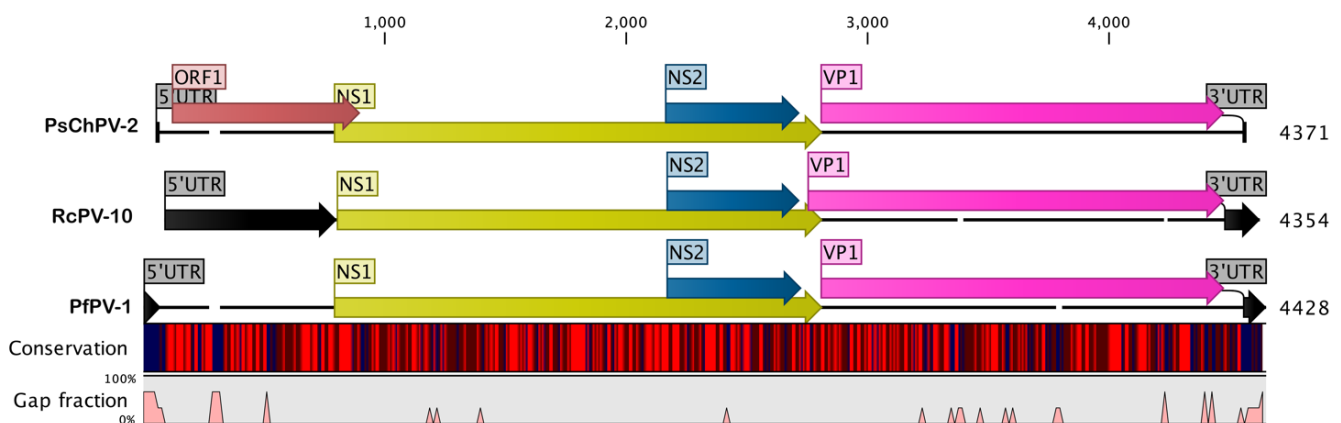 1,000 2,000 3,000 4,000
ORF1 NS2 VP1
5'UTR NS1 3'UTR
PsChPV-2 4371
NS2 VP1
5'UTR NS1 3'UTR
RcPV-10 4354
NS2 VP1
5'UTR NS1 3'UTR
PfPV-1 4428
Conservation
100%
Gap fraction
0%